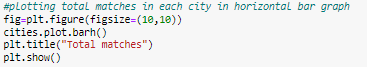 #plotting total matches in each city in horizontal bar graph
fig=plt.figure(figsize=(10,10))
cities.plot.barh()
plt.title("Total matches")
plt.show()